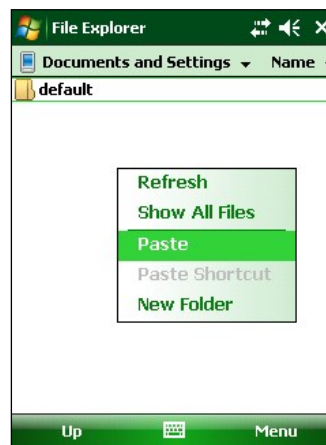 File Explorer
Documents and Settings Name
default
Refresh
Show All Files
Paste
Paste Shortcut
New Folder
Up Menu